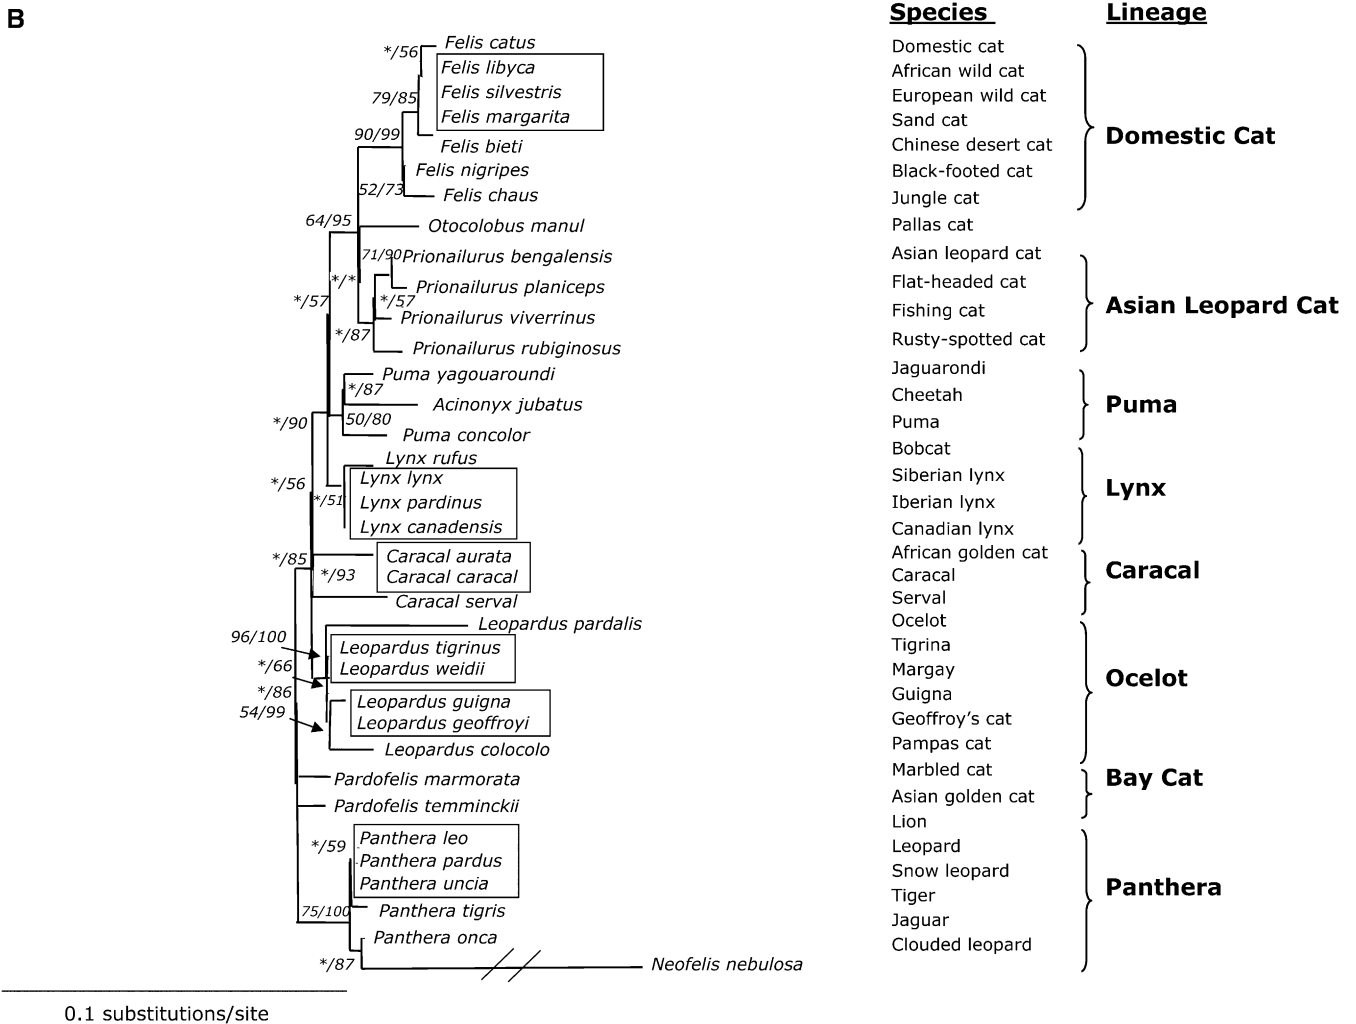 B
Species Lineage
*/56 Felis catus Domestic cat
Felis libyca African wild cat
79/85 Felis silvestris European wild cat
Felis margarita Sand cat
90/99 Felis bieti Chinese desert cat Domestic Cat
Felis nigripes Black-footed cat
52/73 Felis chaus Jungle cat
64/95 Otocolobus manul Pallas cat
71/90 Prionailurus bengalensis Asian leopard cat
*/* Prionailurus planiceps Flat-headed cat
*/57 */57 Prionailurus viverrinus Fishing cat Asian Leopard Cat
*/87 Prionailurus rubiginosus Rusty-spotted cat
Puma yagouaroundi Jaguarondi
*/87 Acinonyx jubatus Cheetah Puma
*/90 50/80 Puma concolor Puma
Lynx rufus Bobcat
*/56 Lynx lynx Siberian lynx Lynx
*/51 Lynx pardinus Iberian lynx
Lynx canadensis Canadian lynx
*/85 Caracal aurata African golden cat
*/93 Caracal caracal Caracal Caracal
Caracal serval Serval
Leopardus pardalis Ocelot
96/100 Leopardus tigrinus Tigrina
*/66 Leopardus weidii Margay Ocelot
*/86 Leopardus guigna Guigna
54/99 Leopardus geoffroyi Geoffroy’s cat
Leopardus colocolo Pampas cat
Pardofelis marmorata Marbled cat Bay Cat
Pardofelis temminckii Asian golden cat
*/59 Panthera leo Lion
Panthera pardus Leopard
Panthera uncia Snow leopard Panthera
75/100 Panthera tigris Tiger
Panthera onca Jaguar
*/87 Neofelis nebulosa Clouded leopard
0.1 substitutions/site